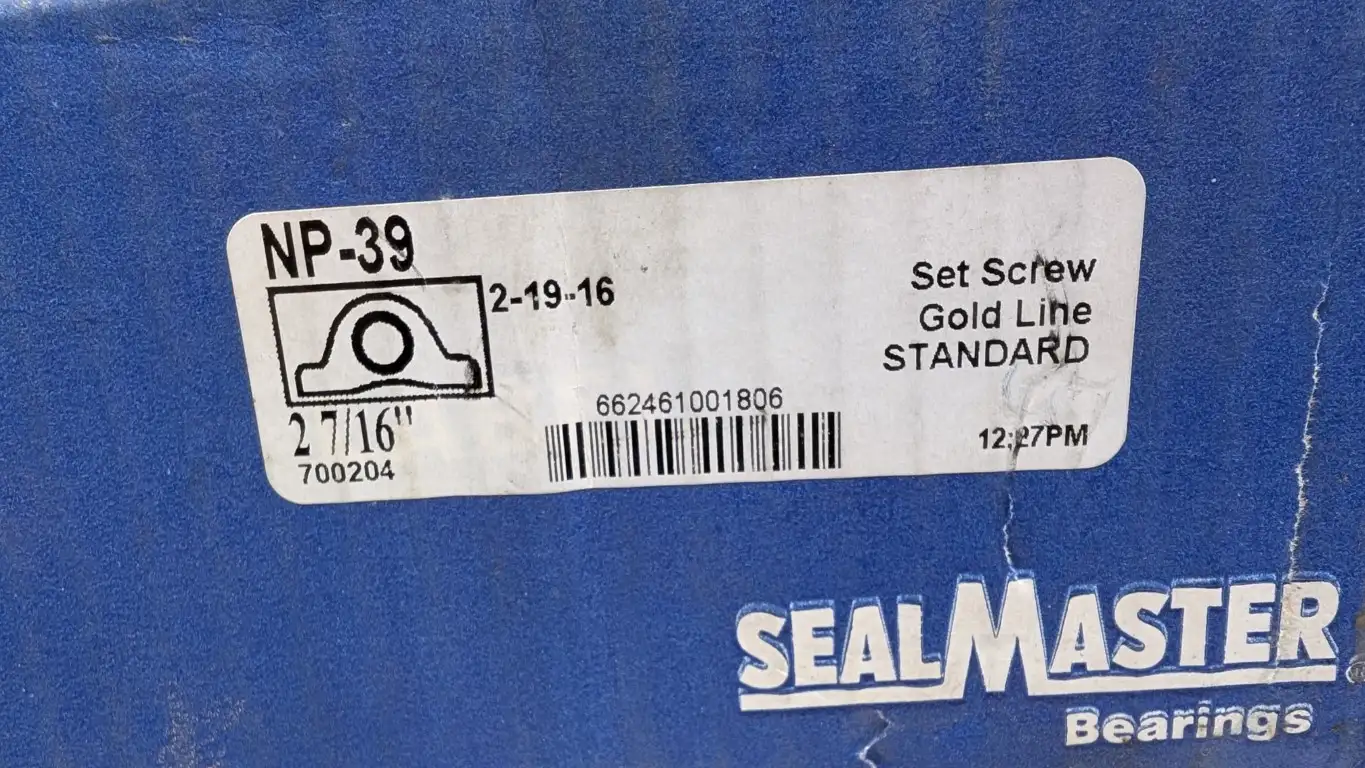 NP-39
2-19-16
2 7/16"
700204
662461001806
Set Screw
Gold Line
STANDARD
12:27PM
SEALMASTER
Bearings